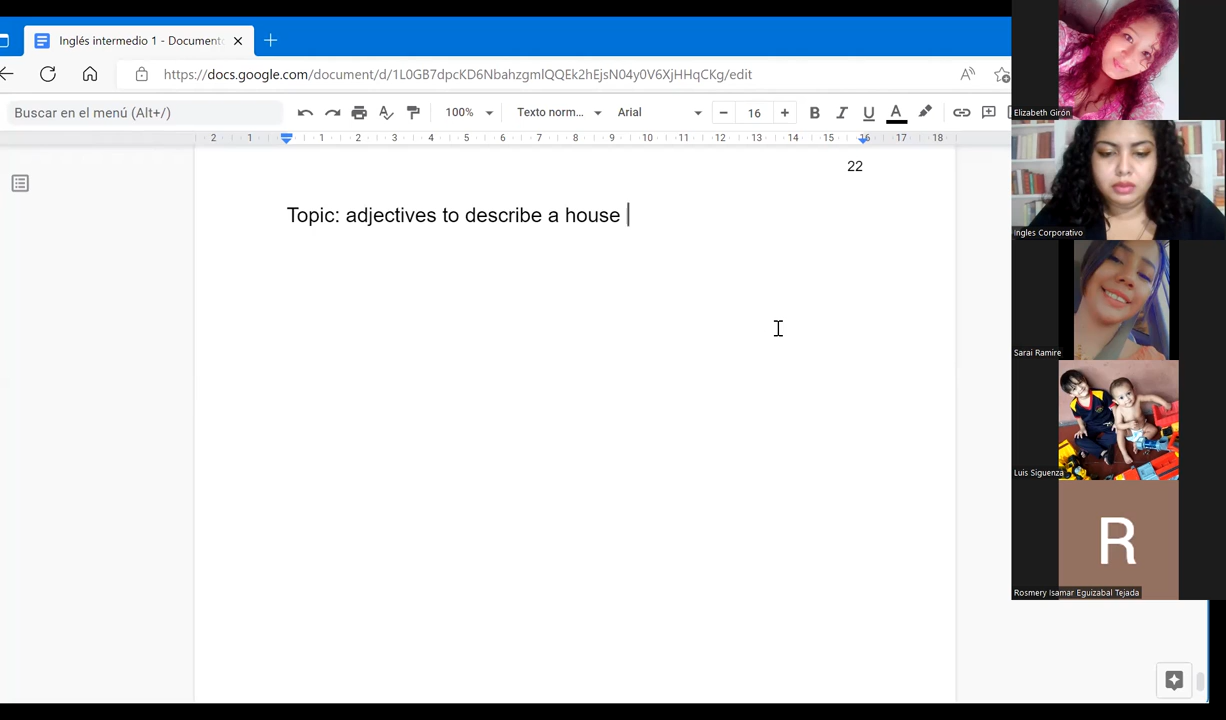 Inglés intermedio 1 - Document
https://docs.google.com/document/d/1L0GB7dpcKD6NbahzgmlQQEk2hEjsN04y0V6XjHHqCKg/edit
Buscar en el menú (Alt+/)
100%
Texto norm...
Arial
16
B I U A
2 1 1 2 3 4 5 6 7 8 9 10 11 12 13 14 15 16 17 18
22
Topic: adjectives to describe a house
Elizabeth Girón
Ingles Corporativo
Sarai Ramire
Luis Siguenza
R
Rosmery Isamar Eguizabal Tejada